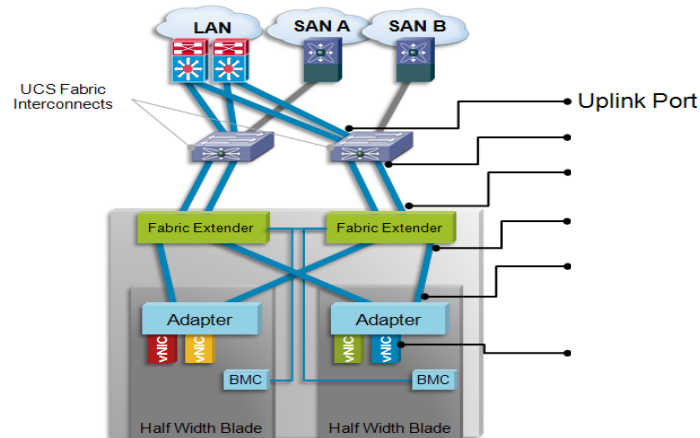 LAN
SAN A
SAN B
UCS Fabric
Interconnects
Uplink Port
Fabric Extender
Fabric Extender
Adapter
Adapter
vNIC
vNIC
vNIC
vNIC
BMC
BMC
Half Width Blade
Half Width Blade